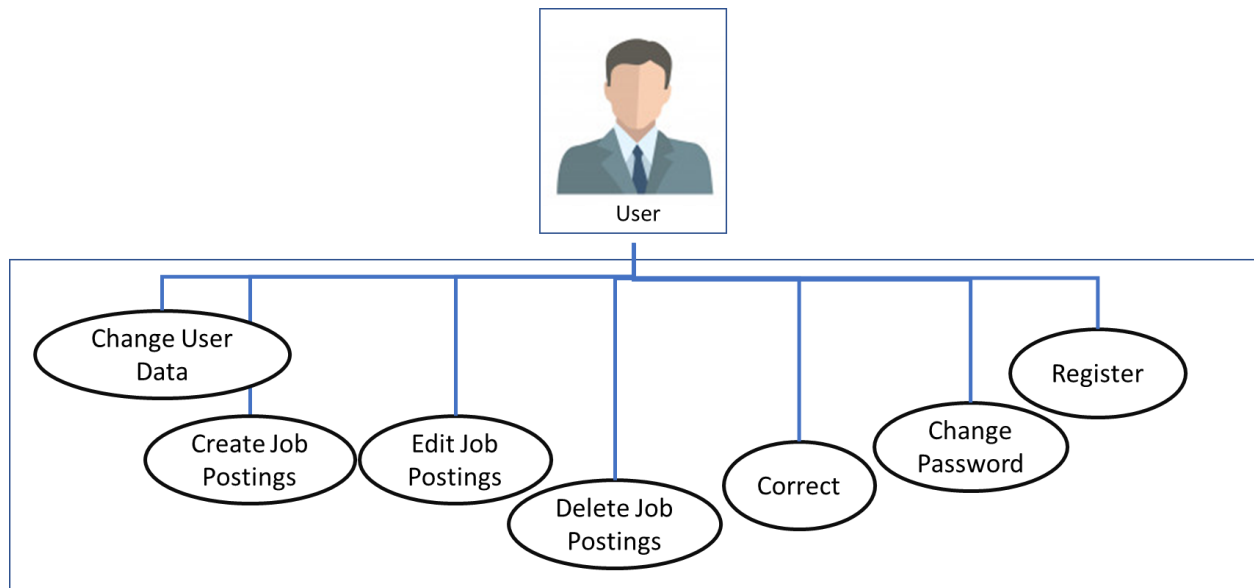 User
Change User
Data
Create Job
Postings
Edit Job
Postings
Delete Job
Postings
Correct
Change
Password
Register